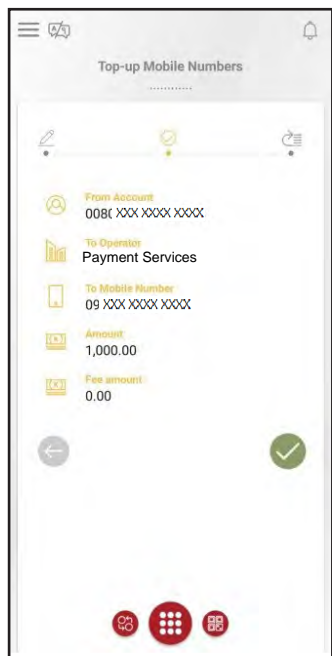 Top-up Mobile Numbers
............
From Account
008( XXX XXXX XXXX
To Operator
Payment Services
To Mobile Number
09 XXX XXXX XXXX
Amount
1,000.00
Fee amount
0.00